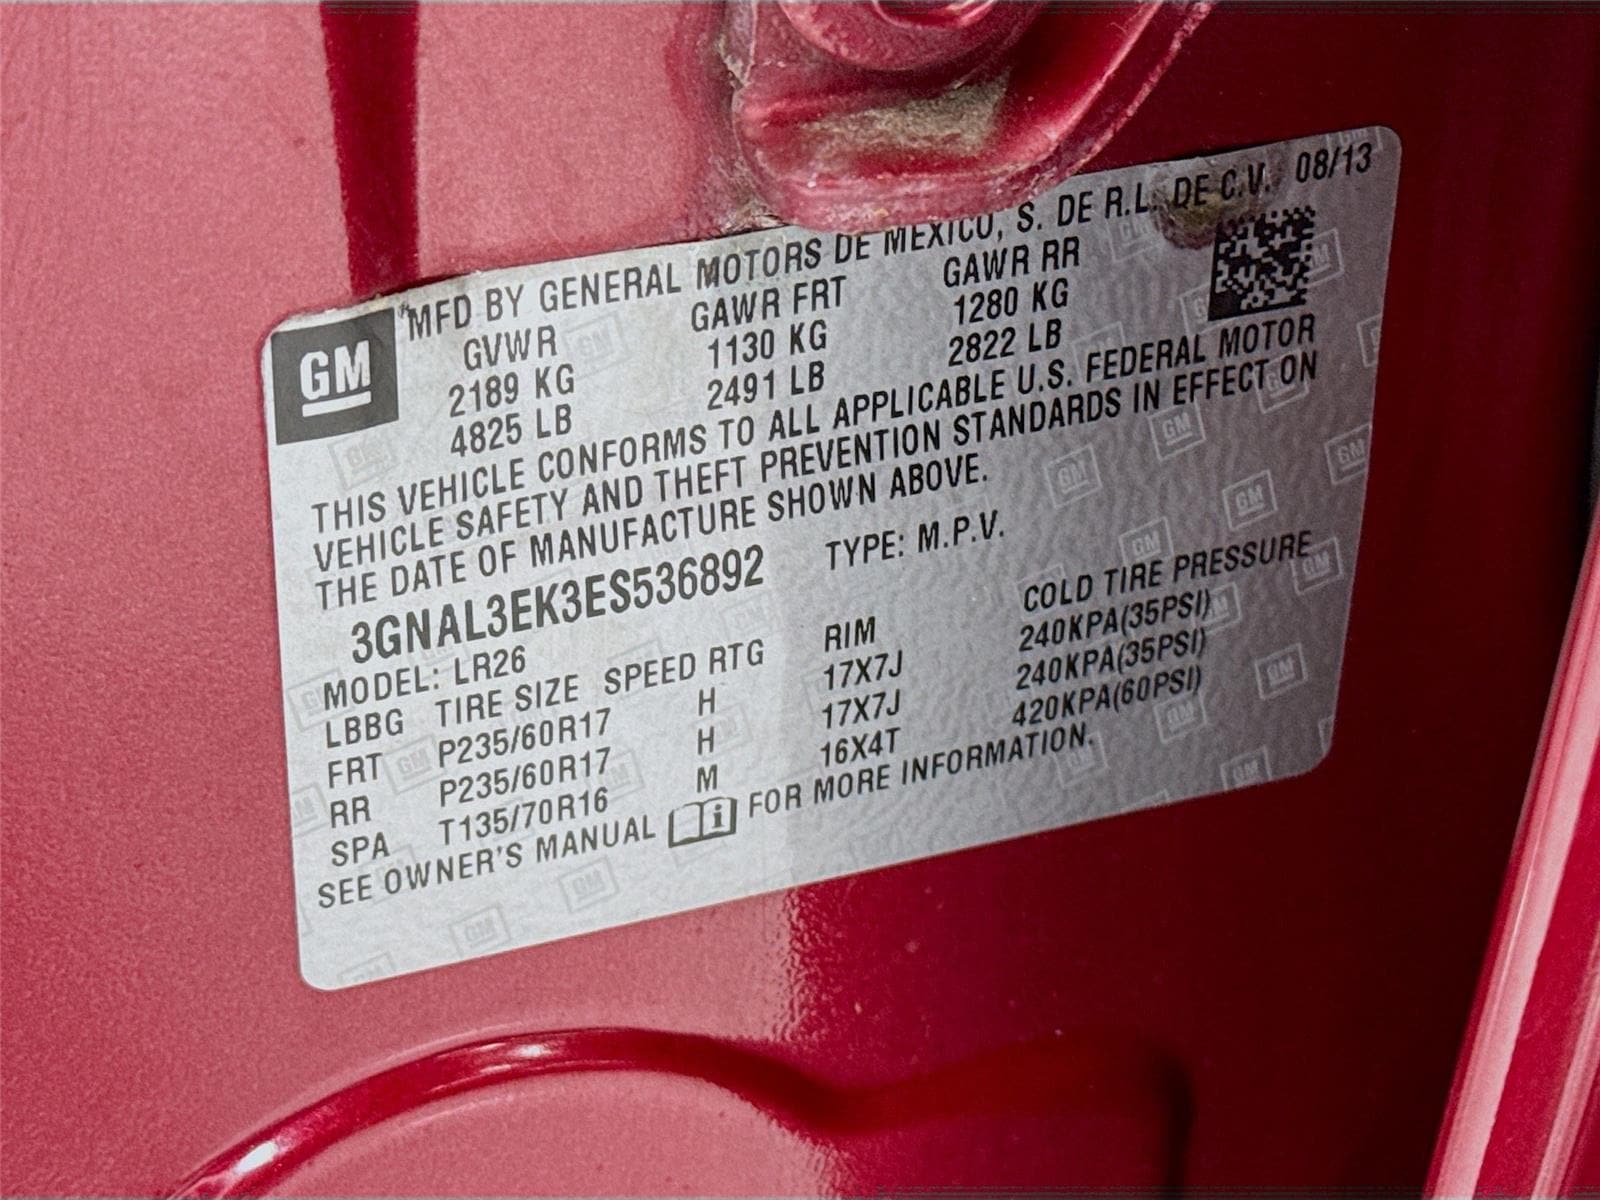 *MFD BY GENERAL MOTORS DE MEXICO, S. DE R.L. DE C.V. 08/13
GM
GVWR GAWR FRT GAWR RR
2189 KG 1130 KG 1280 KG
4825 LB 2491 LB 2822 LB
THIS VEHICLE CONFORMS TO ALL APPLICABLE U.S. FEDERAL MOTOR
VEHICLE SAFETY AND THEFT PREVENTION STANDARDS IN EFFECT ON
THE DATE OF MANUFACTURE SHOWN ABOVE.
3GNAL3EK3ES536892 TYPE: M.P.V.
MODEL: LR26
LBBG TIRE SIZE SPEED RTG RIM COLD TIRE PRESSURE
FRT P235/60R17 H 17X7J 240KPA(35PSI)
RR P235/60R17 H 17X7J 240KPA(35PSI)
SPA T135/70R16 M 16X4T 420KPA(60PSI)
SEE OWNER'S MANUAL i FOR MORE INFORMATION.